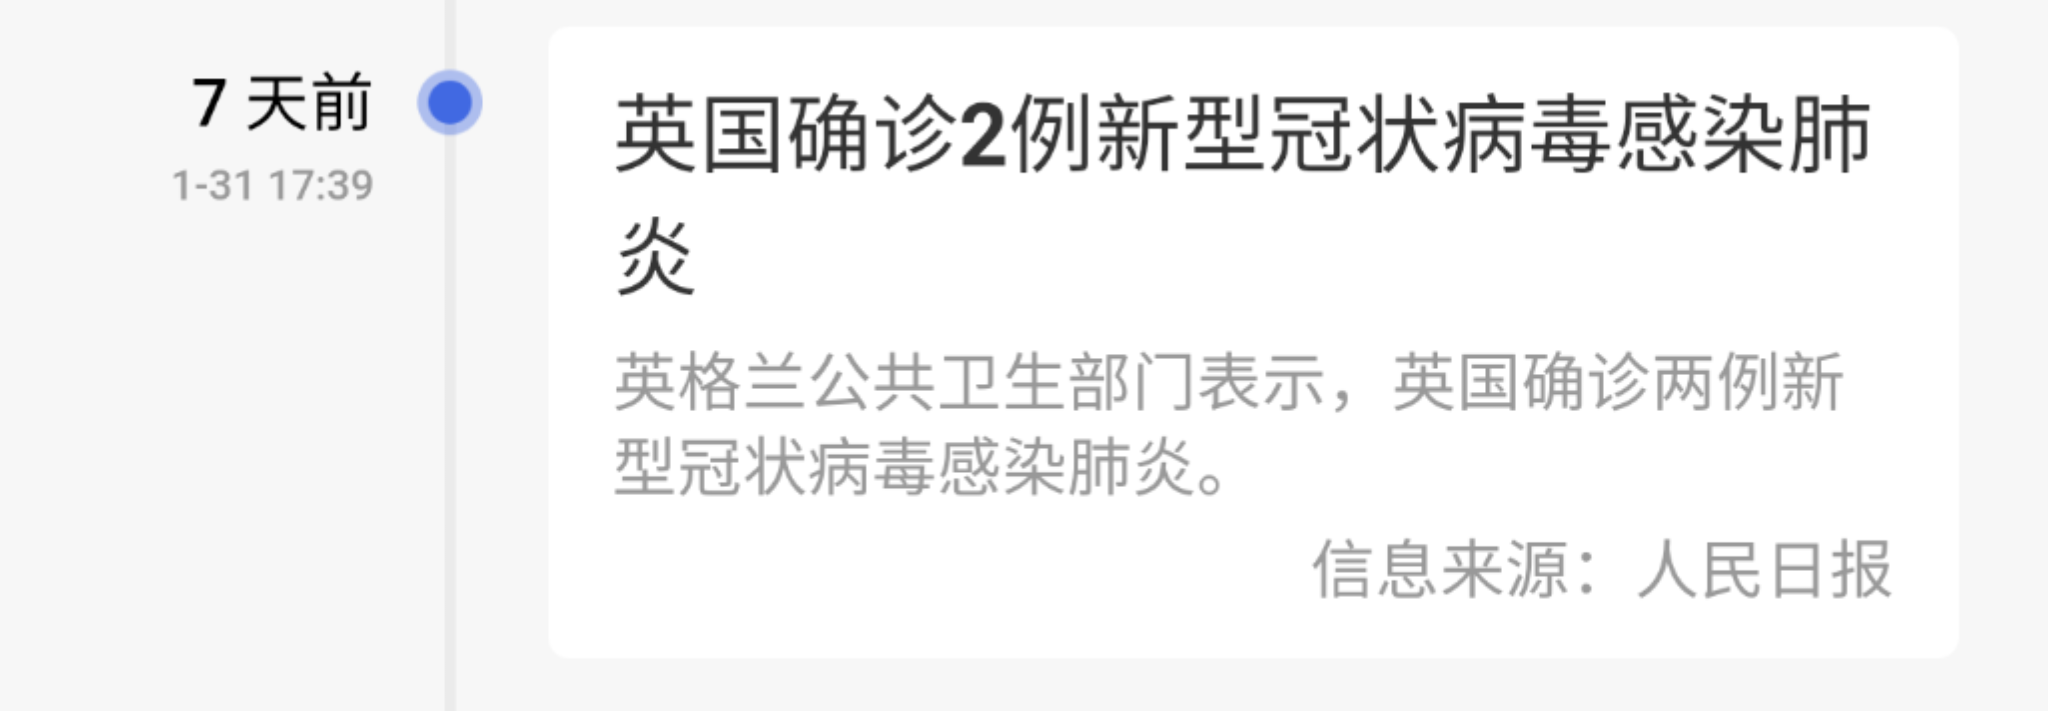 7 天前
1-31 17:39
英国确诊2例新型冠状病毒感染肺
炎
英格兰公共卫生部门表示，英国确诊两例新
型冠状病毒感染肺炎。
信息来源：人民日报